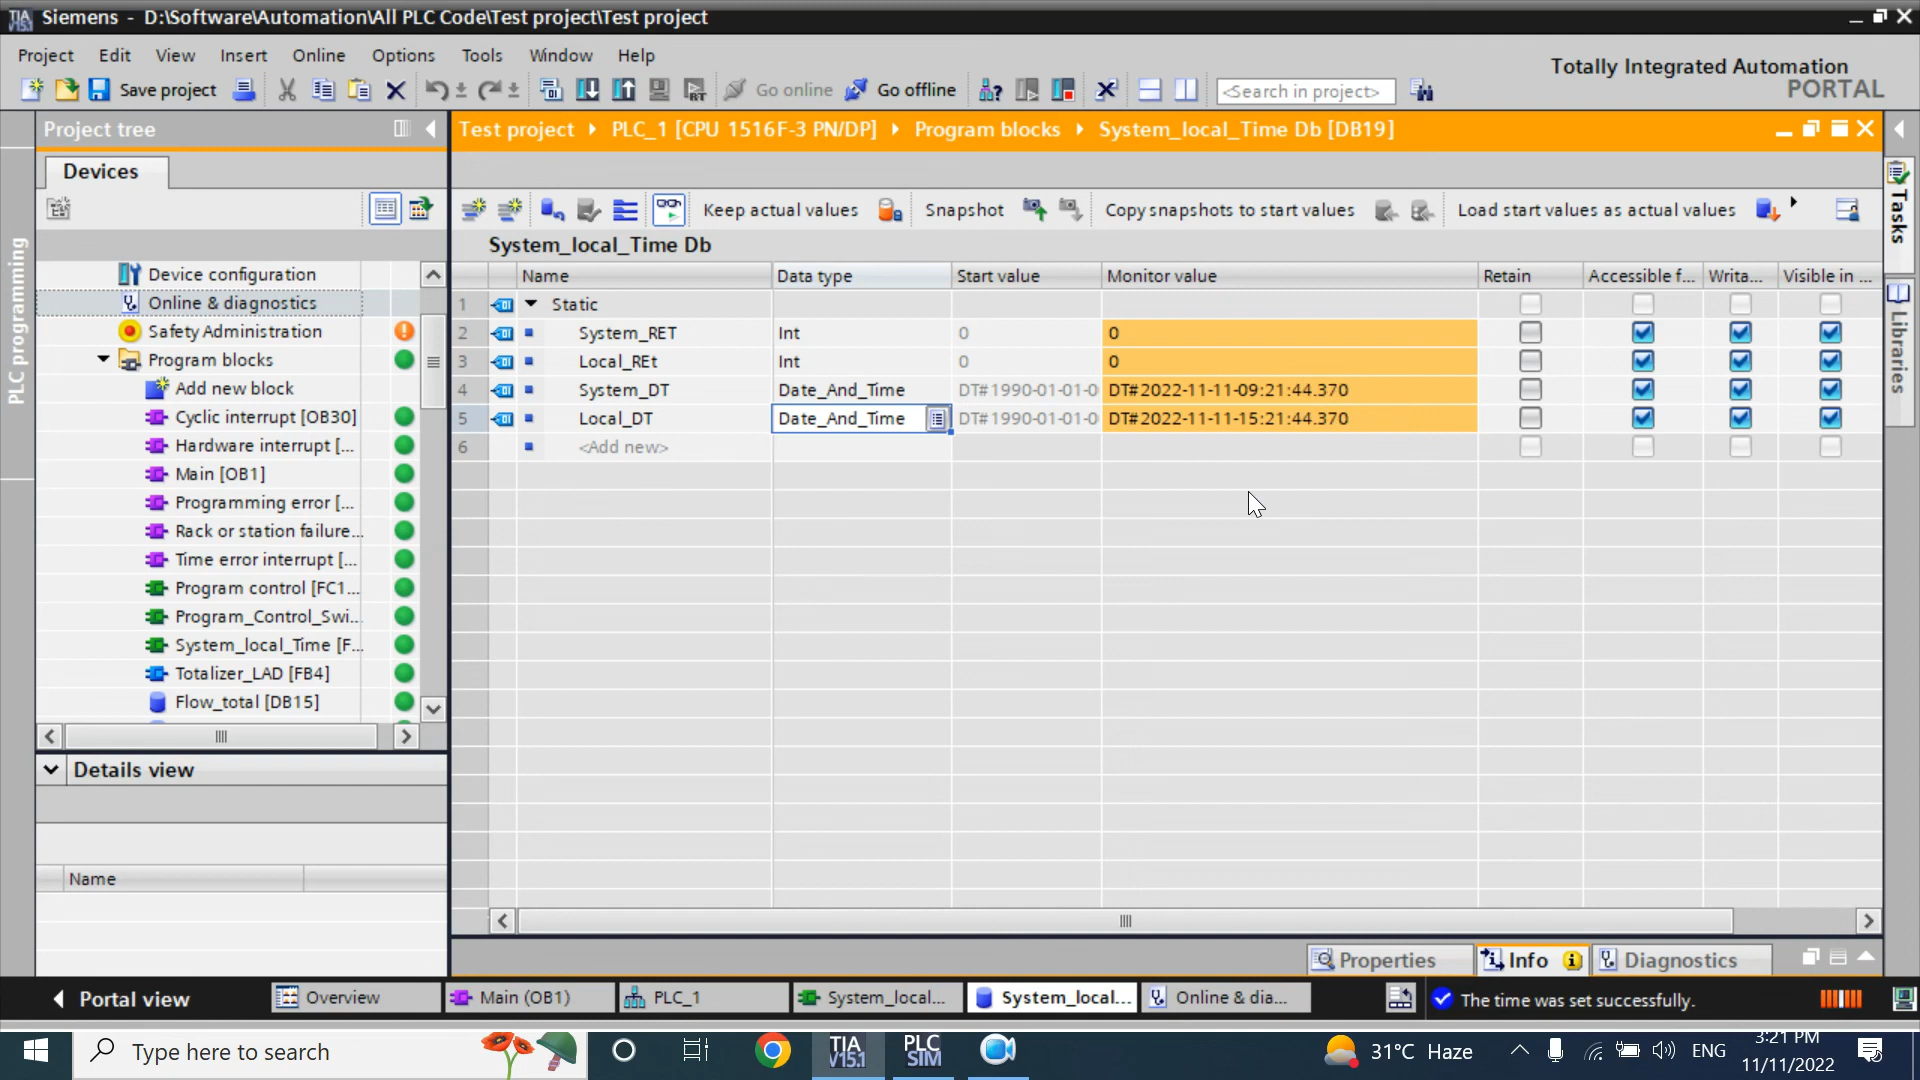 TIA V15.1 Siemens - D:\Software\Automation\All PLC Code\Test project\Test project
Project Edit View Insert Online Options Tools Window Help
Totally Integrated Automation
PORTAL
Save project Go online Go offline <Search in project>
Project tree
Test project PLC_1 [CPU 1516F-3 PN/DP] Program blocks System_local_Time Db [DB19]
Devices
Keep actual values Snapshot Copy snapshots to start values Load start values as actual values
System_local_Time Db
Name Data type Start value Monitor value Retain Accessible f... Writa... Visible in ...
1 Static
2 System_RET Int 0 0
3 Local_REt Int 0 0
4 System_DT Date_And_Time DT#1990-01-01-0 DT#2022-11-11-09:21:44.370
5 Local_DT Date_And_Time DT#1990-01-01-0 DT#2022-11-11-15:21:44.370
6 <Add new>
PLC programming
Device configuration
Online & diagnostics
Safety Administration
Program blocks
Add new block
Cyclic interrupt [OB30]
Hardware interrupt [...
Main [OB1]
Programming error [...
Rack or station failure...
Time error interrupt [...
Program control [FC1...
Program_Control_Swi...
System_local_Time [F...
Totalizer_LAD [FB4]
Flow_total [DB15]
Details view
Name
Tasks
Libraries
Properties Info Diagnostics
Portal view Overview Main (OB1) PLC_1 System_local... System_local... Online & dia... The time was set successfully.
Type here to search TIA V15.1 PLC SIM 31°C Haze ENG 3:21 PM
11/11/2022